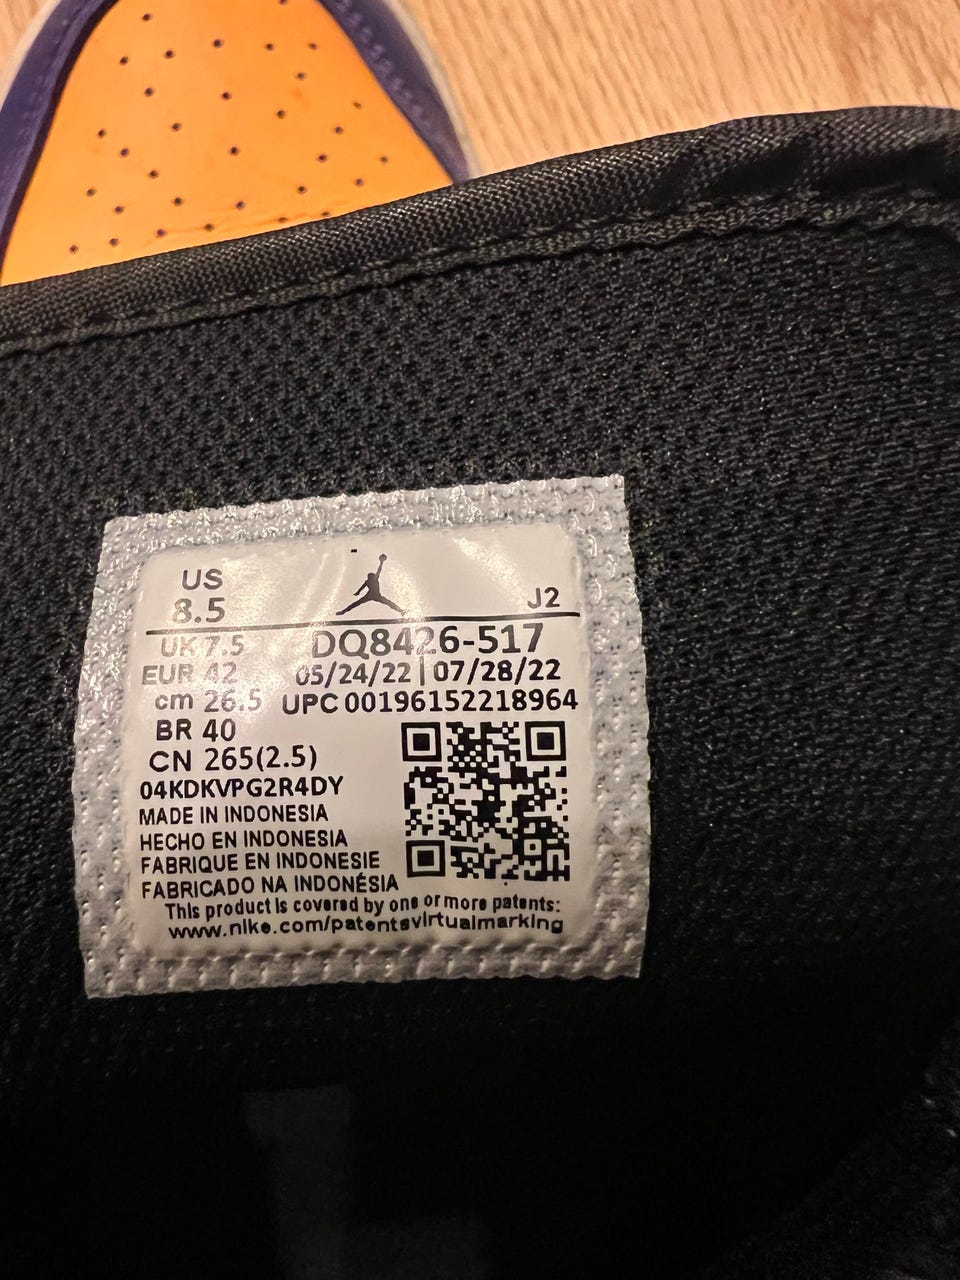 US
8.5
J2
UK 7.5
DQ8426-517
EUR 42
05/24/22 | 07/28/22
cm 26.5
UPC 00196152218964
BR 40
CN 265(2.5)
04KDKVPG2R4DY
MADE IN INDONESIA
HECHO EN INDONESIA
FABRIQUE EN INDONESIE
FABRICADO NA INDONÉSIA
This product is covered by one or more patents:
www.nike.com/patentsvirtualmarking